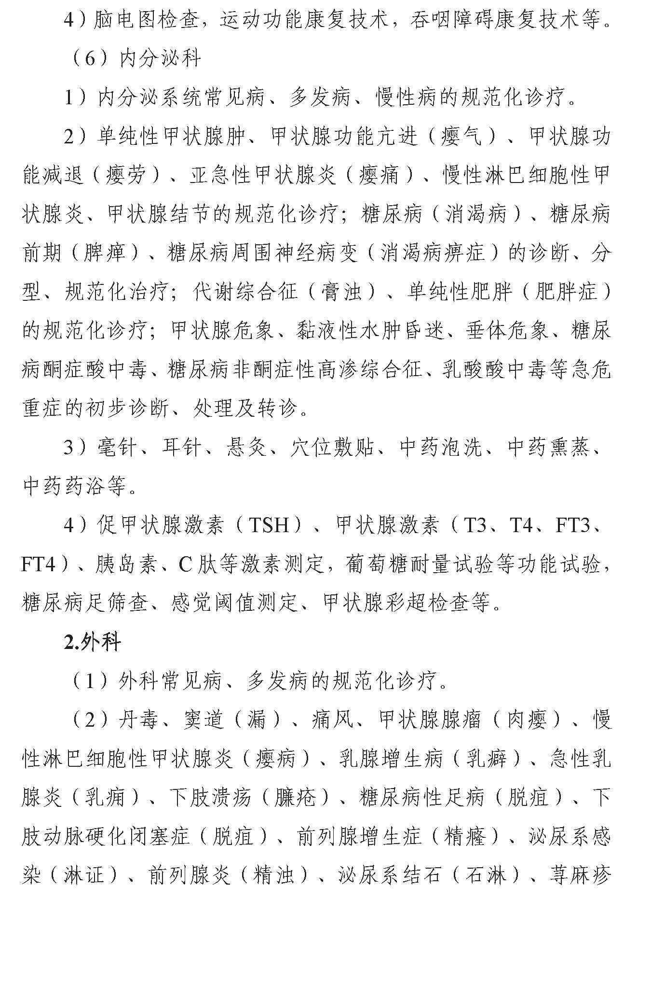 4）脑电图检查，运动功能康复技术，吞咽障碍康复技术等。
（6）内分泌科
1）内分泌系统常见病、多发病、慢性病的规范化诊疗。
2）单纯性甲状腺肿、甲状腺功能亢进（瘿气）、甲状腺功
能减退（瘿劳）、亚急性甲状腺炎（瘿痛）、慢性淋巴细胞性甲
状腺炎、甲状腺结节的规范化诊疗；糖尿病（消渴病）、糖尿病
前期（脾瘅）、糖尿病周围神经病变（消渴病痹症）的诊断、分
型、规范化治疗；代谢综合征（膏浊）、单纯性肥胖（肥胖症）
的规范化诊疗；甲状腺危象、黏液性水肿昏迷、垂体危象、糖尿
病酮症酸中毒、糖尿病非酮症性高渗综合征、乳酸酸中毒等急危
重症的初步诊断、处理及转诊。
3）毫针、耳针、悬灸、穴位敷贴、中药泡洗、中药熏蒸、
中药药浴等。
4）促甲状腺激素（TSH）、甲状腺激素（T3、T4、FT3、
FT4）、胰岛素、C 肽等激素测定，葡萄糖耐量试验等功能试验，
糖尿病足筛查、感觉阈值测定、甲状腺彩超检查等。
2.外科
（1）外科常见病、多发病的规范化诊疗。
（2）丹毒、窦道（漏）、痛风、甲状腺腺瘤（肉瘿）、慢
性淋巴细胞性甲状腺炎（瘿病）、乳腺增生病（乳癖）、急性乳
腺炎（乳痈）、下肢溃疡（臁疮）、糖尿病性足病（脱疽）、下
肢动脉硬化闭塞症（脱疽）、前列腺增生症（精癃）、泌尿系感
染（淋证）、前列腺炎（精浊）、泌尿系结石（石淋）、荨麻疹